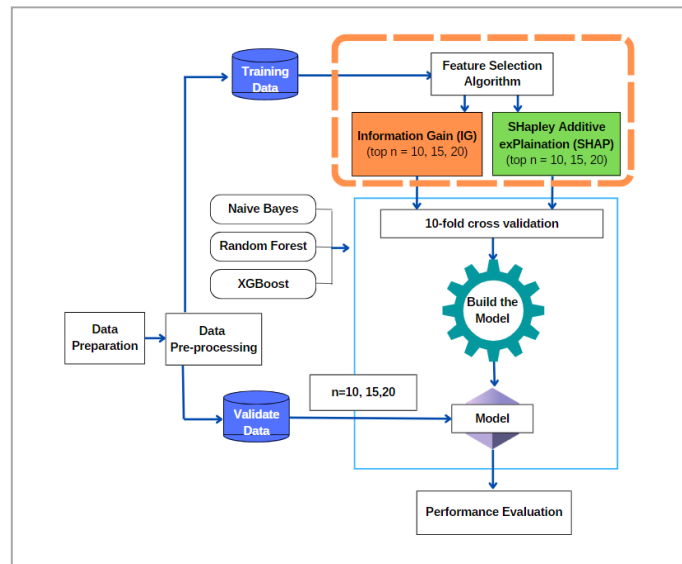 Training
Data
Feature Selection
Algorithm
Information Gain (IG)
(top n = 10, 15, 20)
SHapley Additive
exPlaination (SHAP)
(top n = 10, 15, 20)
Naive Bayes
Random Forest
XGBoost
10-fold cross validation
Build the
Model
Data
Preparation
Data
Pre-processing
n=10, 15,20
Validate
Data
Model
Performance Evaluation